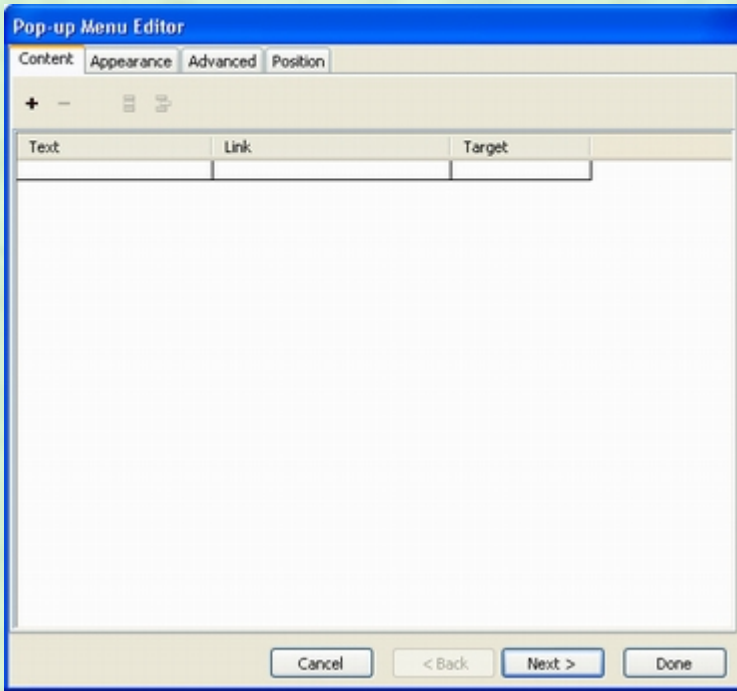 Pop-up Menu Editor
Content Appearance Advanced Position
+ −
Text Link Target
Cancel < Back Next > Done